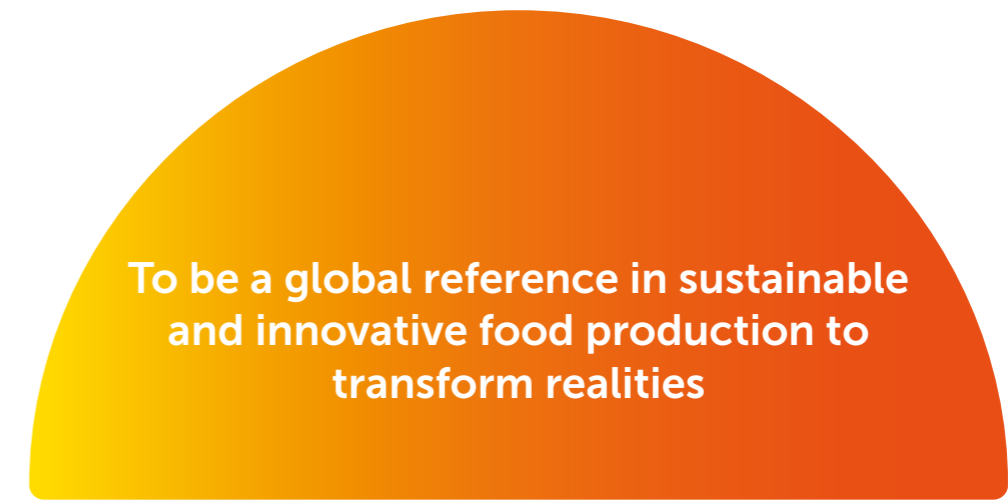 To be a global reference in sustainable
and innovative food production to
transform realities